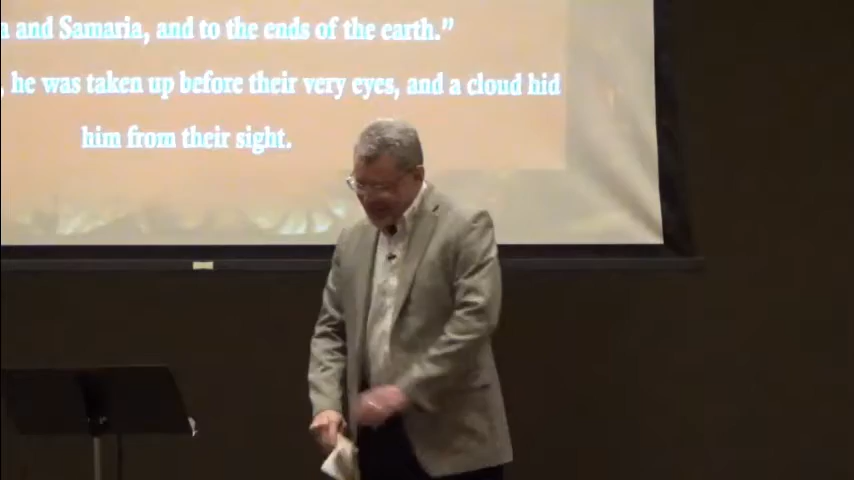 and Samaria, and to the ends of the earth.”
, he was taken up before their very eyes, and a cloud hid
him from their sight.